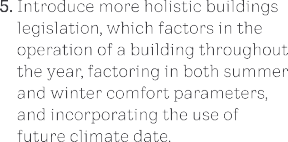 5. Introduce more holistic buildings
legislation, which factors in the
operation of a building throughout
the year, factoring in both summer
and winter comfort parameters,
and incorporating the use of
future climate date.